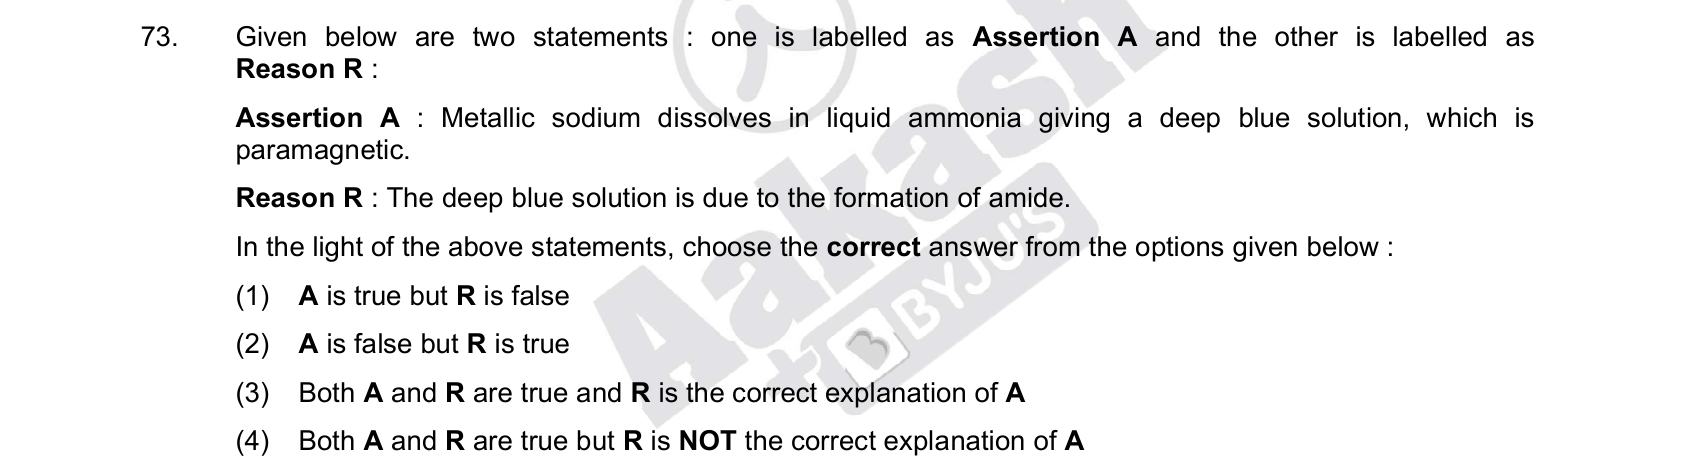 73. Given below are two statements : one is labelled as Assertion A and the other is labelled as
Reason R :
Assertion A : Metallic sodium dissolves in liquid ammonia giving a deep blue solution, which is
paramagnetic.
Reason R : The deep blue solution is due to the formation of amide.
In the light of the above statements, choose the correct answer from the options given below :
(1) A is true but R is false
(2) A is false but R is true
(3) Both A and R are true and R is the correct explanation of A
(4) Both A and R are true but R is NOT the correct explanation of A
Aakash
+ B BYJU'S